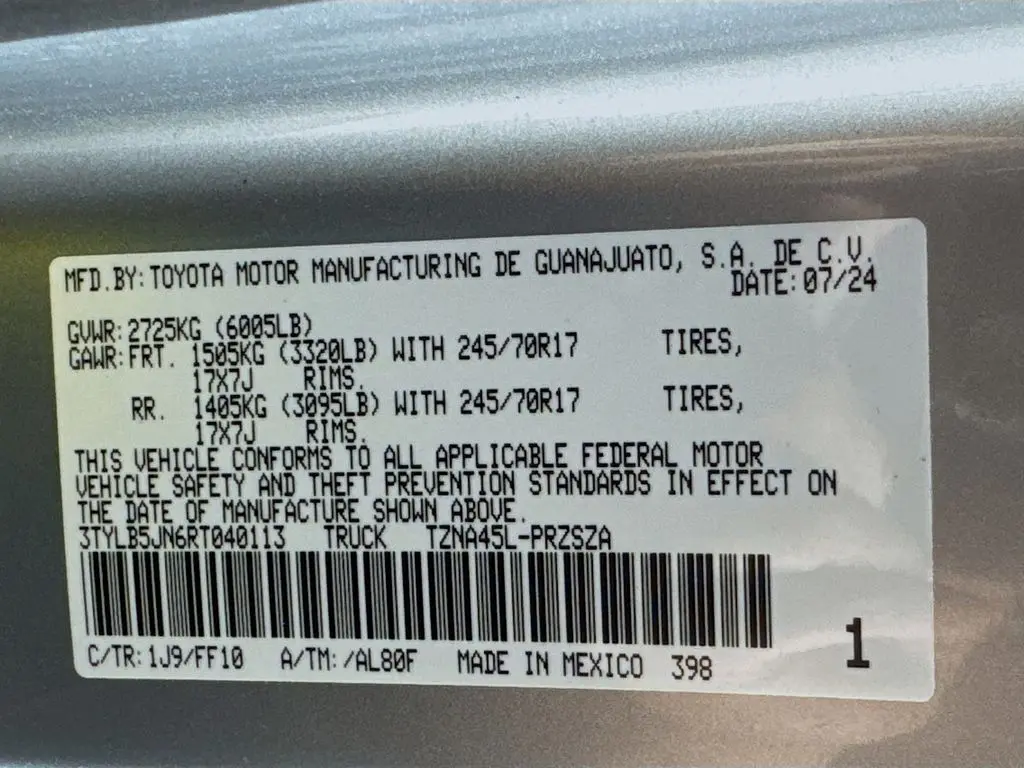 MFD.BY:TOYOTA MOTOR MANUFACTURING DE GUANAJUATO, S.A. DE C.V.
DATE:07/24
GVWR:2725KG (6005LB)
GAWR:FRT. 1505KG (3320LB) WITH 245/70R17 TIRES,
17X7J RIMS.
RR. 1405KG (3095LB) WITH 245/70R17 TIRES,
17X7J RIMS.
THIS VEHICLE CONFORMS TO ALL APPLICABLE FEDERAL MOTOR
VEHICLE SAFETY AND THEFT PREVENTION STANDARDS IN EFFECT ON
THE DATE OF MANUFACTURE SHOWN ABOVE.
3TYLB5JN6RT040113 TRUCK TZNA45L-PRZSZA
C/TR:1J9/FF10 A/TM:/AL80F MADE IN MEXICO 398
1